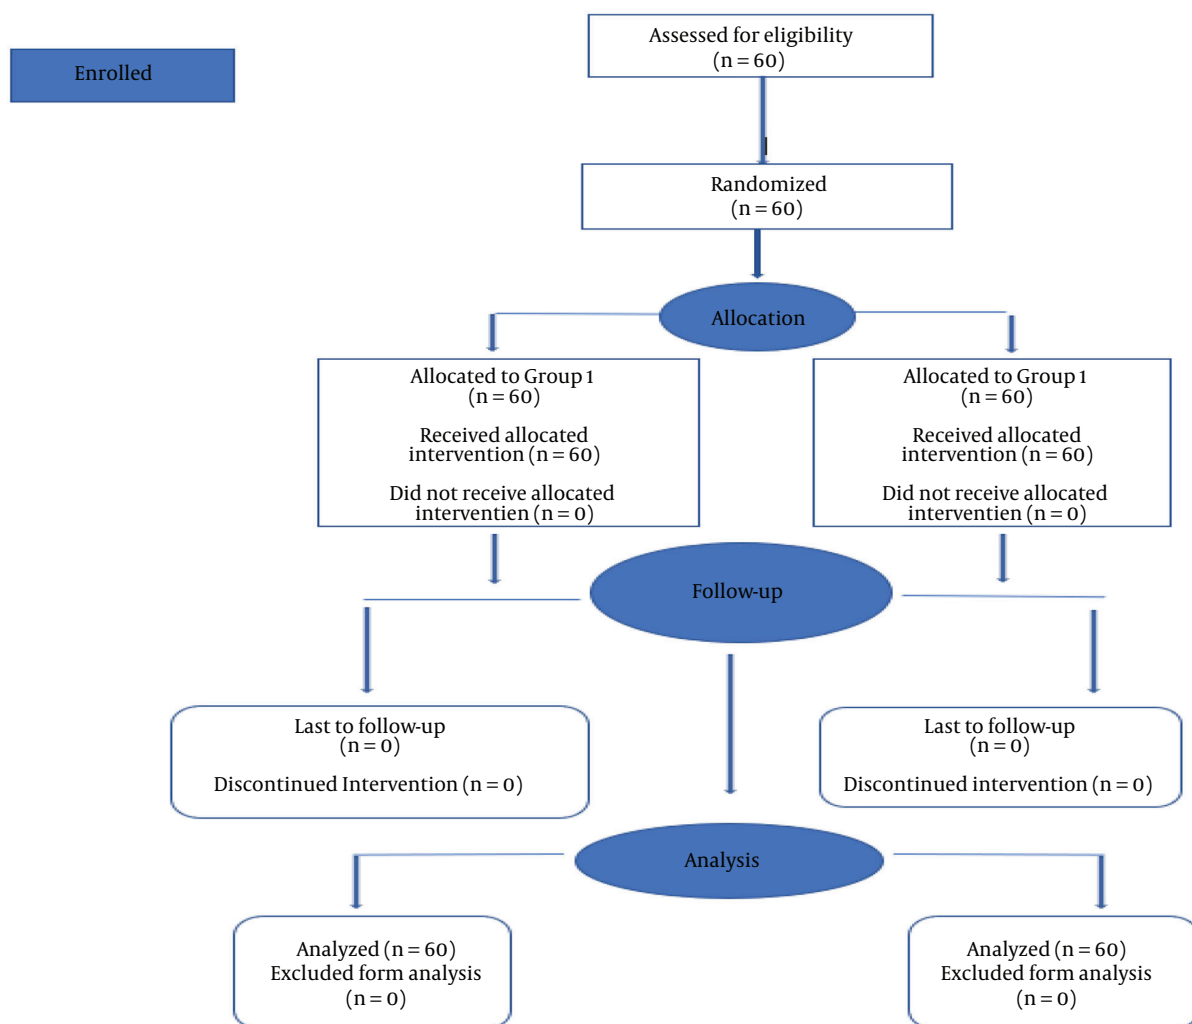 Assessed for eligibility
(n = 60)
Enrolled
Randomized
(n = 60)
Allocation
Allocated to Group 1
(n = 60)
Received allocated
intervention (n = 60)
Did not receive allocated
interventien (n = 0)
Allocated to Group 1
(n = 60)
Received allocated
intervention (n = 60)
Did not receive allocated
interventien (n = 0)
Follow-up
Last to follow-up
(n = 0)
Discontinued Intervention (n = 0)
Last to follow-up
(n = 0)
Discontinued intervention (n = 0)
Analysis
Analyzed (n = 60)
Excluded form analysis
(n = 0)
Analyzed (n = 60)
Excluded form analysis
(n = 0)